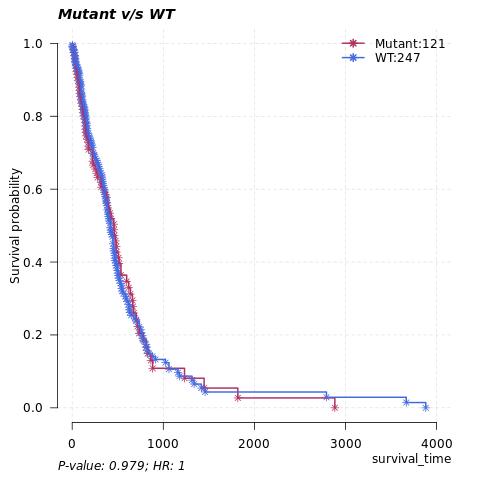 Mutant v/s WT
Mutant:121
WT:247
Survival probability
1.0
0.8
0.6
0.4
0.2
0.0
0 1000 2000 3000 4000
survival_time
P-value: 0.979; HR: 1